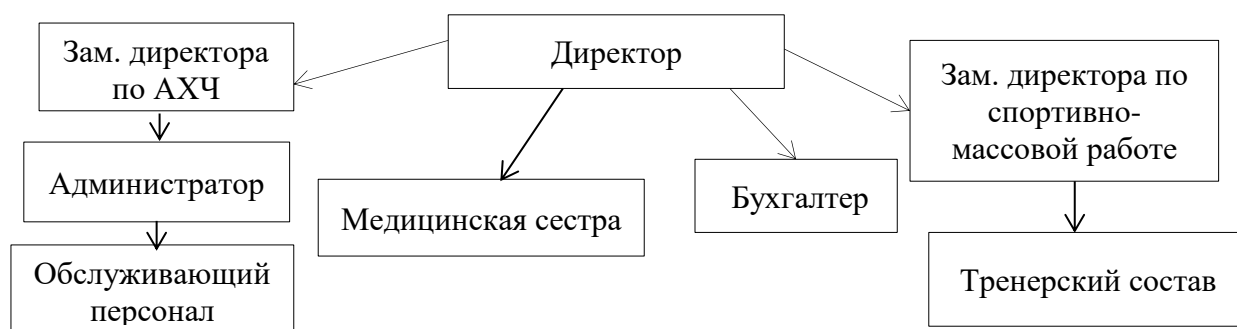 Зам. директора
по АХЧ
Директор
Зам. директора по
спортивно-
массовой работе
Администратор
Медицинская сестра
Бухгалтер
Обслуживающий
персонал
Тренерский состав